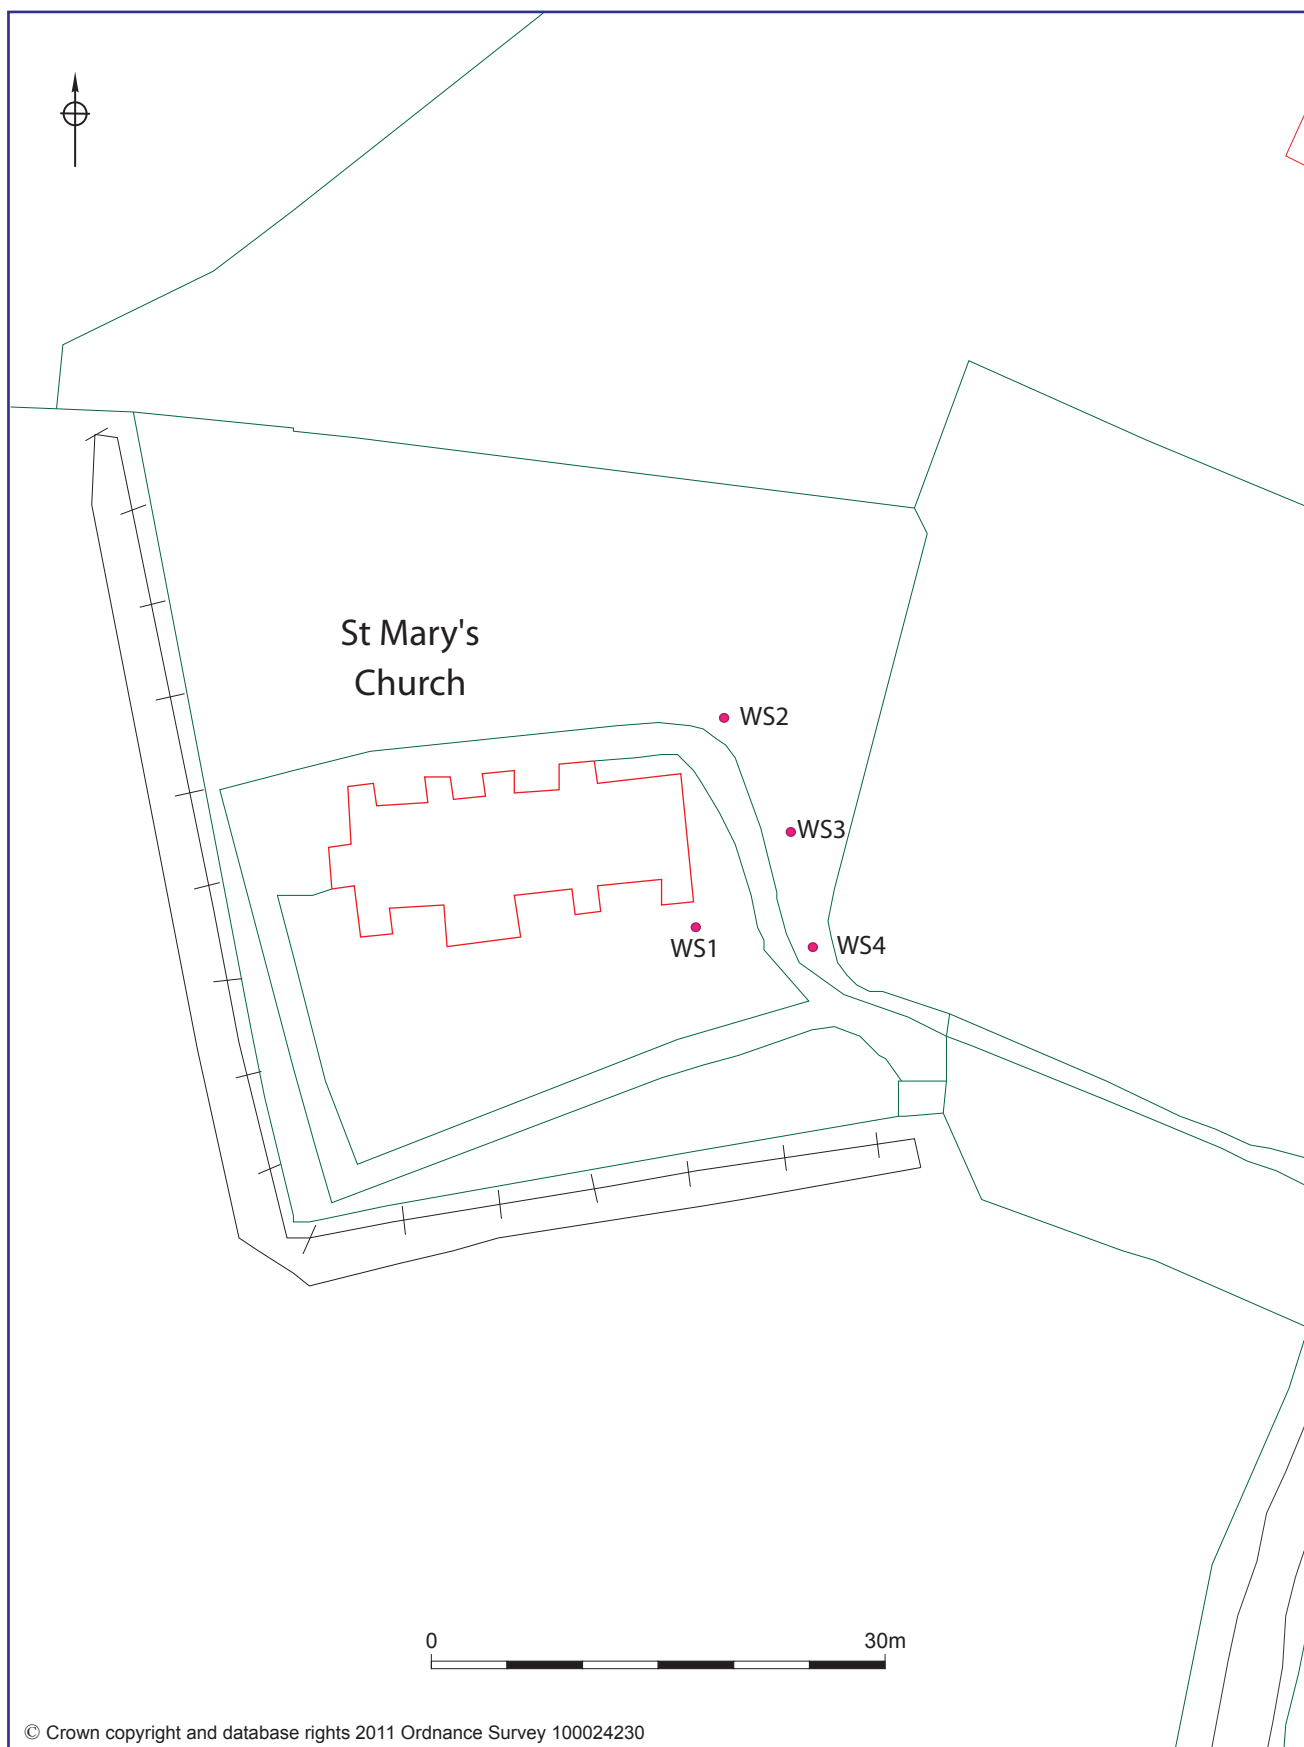 St Mary's
Church
WS2
WS3
WS1
WS4
0
30m
© Crown copyright and database rights 2011 Ordnance Survey 100024230